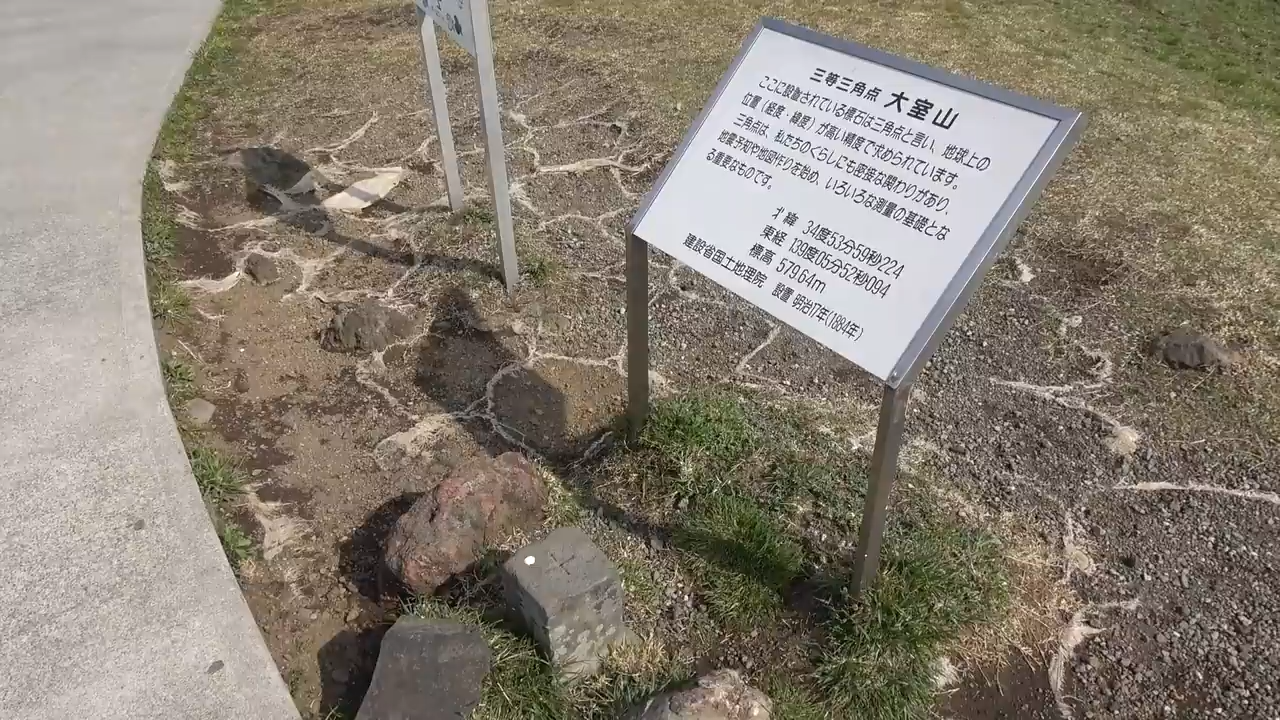 三等三角点 大室山
ここに設置されている標石は三角点と言い、地球上の
位置（経度・緯度）が高い精度で求められています。
三角点は、私たちのくらしにも密接な関わりがあり、
地震予知や地図作りを始め、いろいろな測量の基礎とな
る重要なものです。
北緯 34度53分59秒224
東経 139度05分52秒094
標高 579.64m
建設省国土地理院 設置 明治17年(1884年)